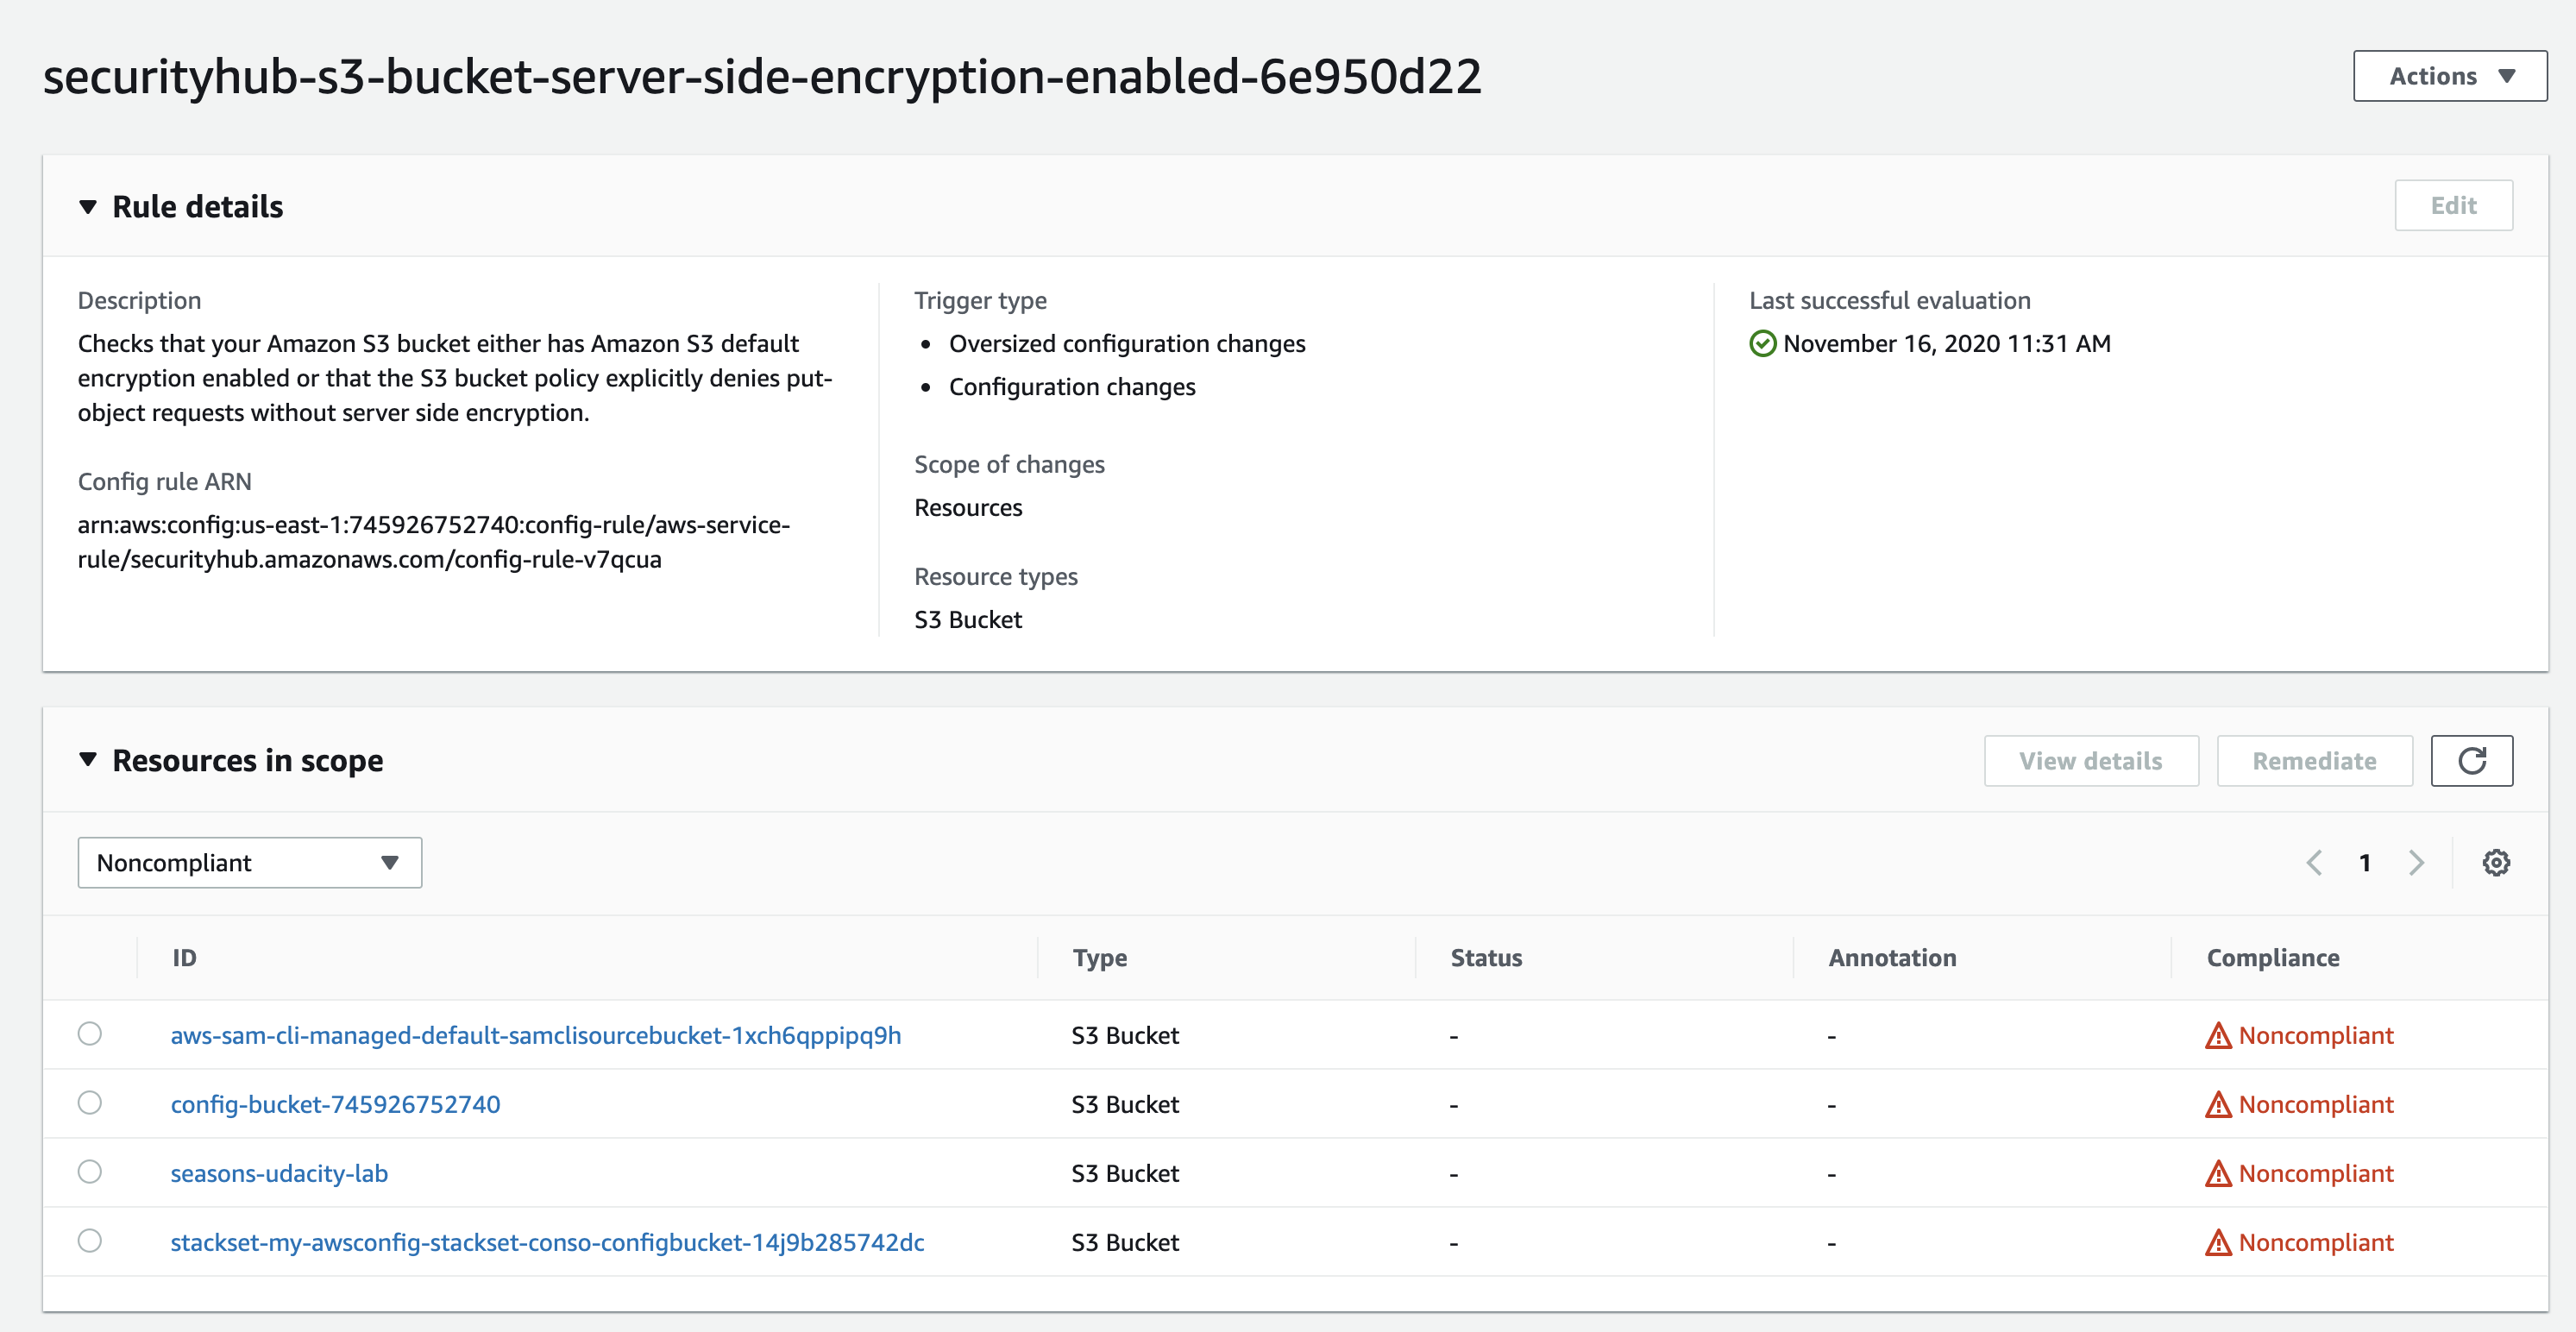 securityhub-s3-bucket-server-side-encryption-enabled-6e950d22
Actions
Rule details
Edit
Description
Checks that your Amazon S3 bucket either has Amazon S3 default
encryption enabled or that the S3 bucket policy explicitly denies put-
object requests without server side encryption.
Config rule ARN
arn:aws:config:us-east-1:745926752740:config-rule/aws-service-
rule/securityhub.amazonaws.com/config-rule-v7qcua
Trigger type
• Oversized configuration changes
• Configuration changes
Scope of changes
Resources
Resource types
S3 Bucket
Last successful evaluation
November 16, 2020 11:31 AM
Resources in scope
View details Remediate
Noncompliant
1
ID Type Status Annotation Compliance
aws-sam-cli-managed-default-samclisourcebucket-1xch6qppipq9h S3 Bucket - - Noncompliant
config-bucket-745926752740 S3 Bucket - - Noncompliant
seasons-udacity-lab S3 Bucket - - Noncompliant
stackset-my-awsconfig-stackset-conso-configbucket-14j9b285742dc S3 Bucket - - Noncompliant